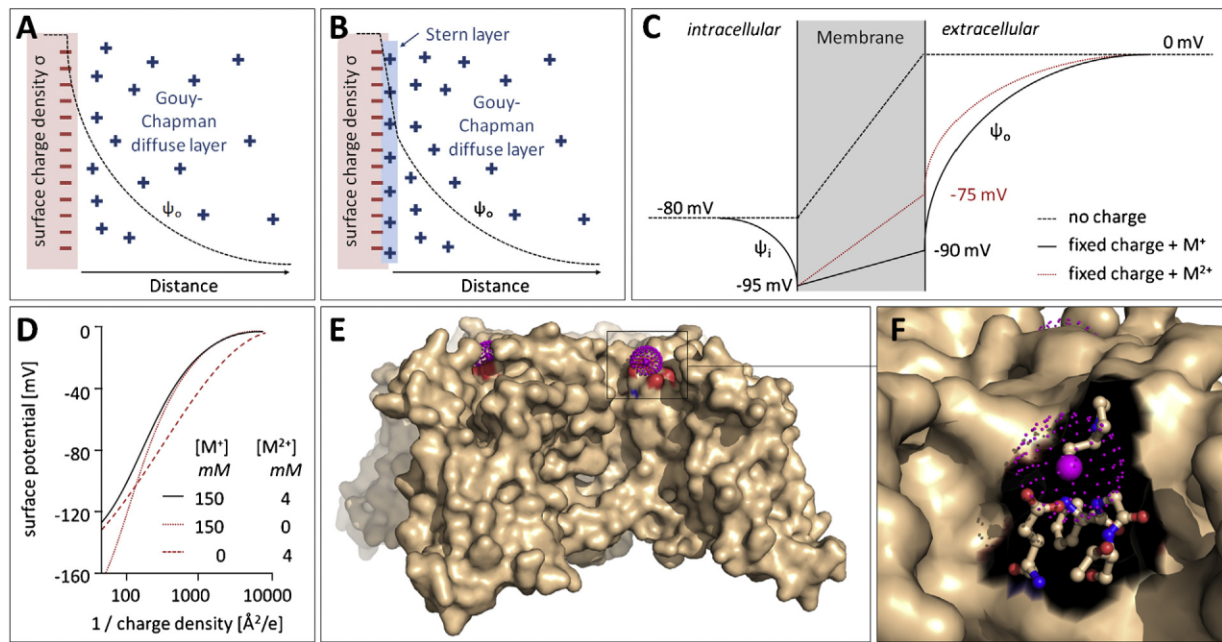 A
surface charge density σ
Gouy-
Chapman
diffuse layer
ψₒ
Distance
B
Stern layer
surface charge density σ
Gouy-
Chapman
diffuse layer
ψₒ
Distance
C
intracellular
Membrane
extracellular
0 mV
ψₒ
-80 mV
-75 mV
no charge
ψᵢ
-90 mV
fixed charge + M⁺
-95 mV
fixed charge + M²⁺
D
surface potential [mV]
0
-40
-80
-120
-160
[M⁺] [M²⁺]
mM mM
150 4
150 0
0 4
100 1000 10000
1 / charge density [Å²/e]
E
F